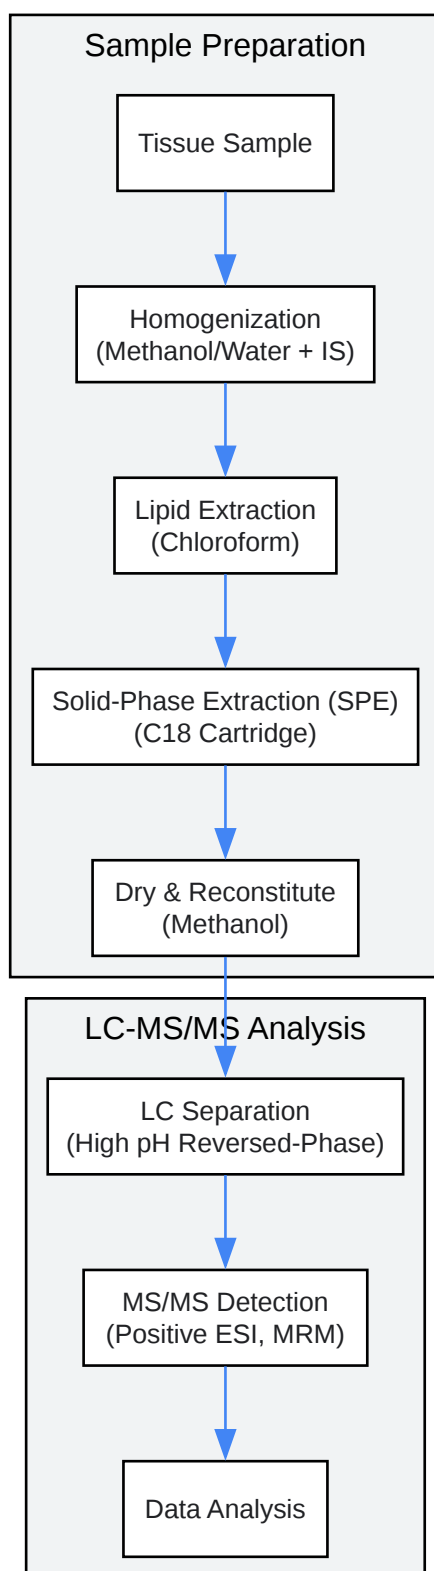 Sample Preparation
Tissue Sample
Homogenization
(Methanol/Water + IS)
Lipid Extraction
(Chloroform)
Solid-Phase Extraction (SPE)
(C18 Cartridge)
Dry & Reconstitute
(Methanol)
LC-MS/MS Analysis
LC Separation
(High pH Reversed-Phase)
MS/MS Detection
(Positive ESI, MRM)
Data Analysis